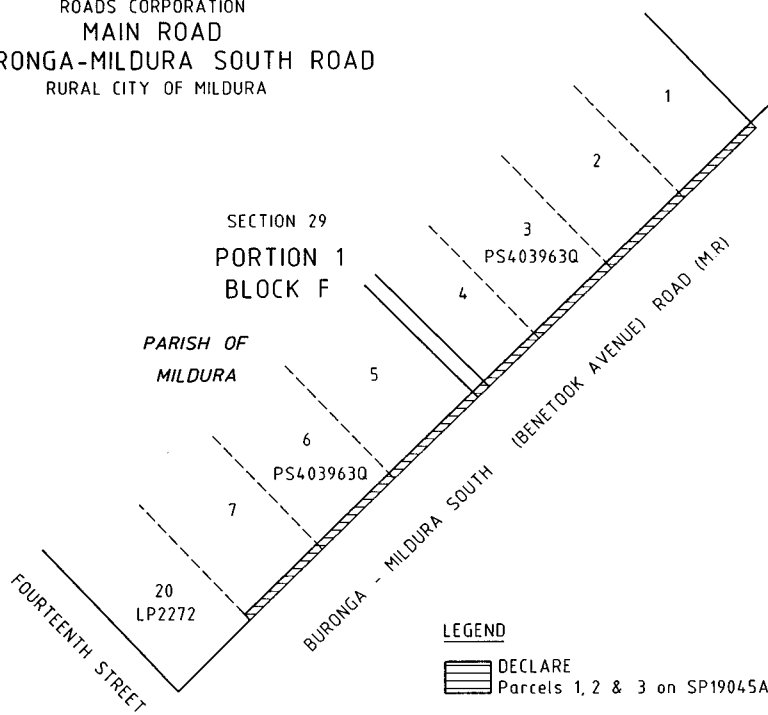 ROADS CORPORATION
MAIN ROAD
RONGA-MILDURA SOUTH ROAD
RURAL CITY OF MILDURA
1
2
SECTION 29
3
PS403963Q
PORTION 1
BLOCK F
4
PARISH OF
MILDURA
5
6
PS403963Q
7
20
LP2272
FOURTEENTH STREET
BURONGA - MILDURA SOUTH (BENETOOK AVENUE) ROAD (M.R)
LEGEND
DECLARE
Parcels 1, 2 & 3 on SP19045A